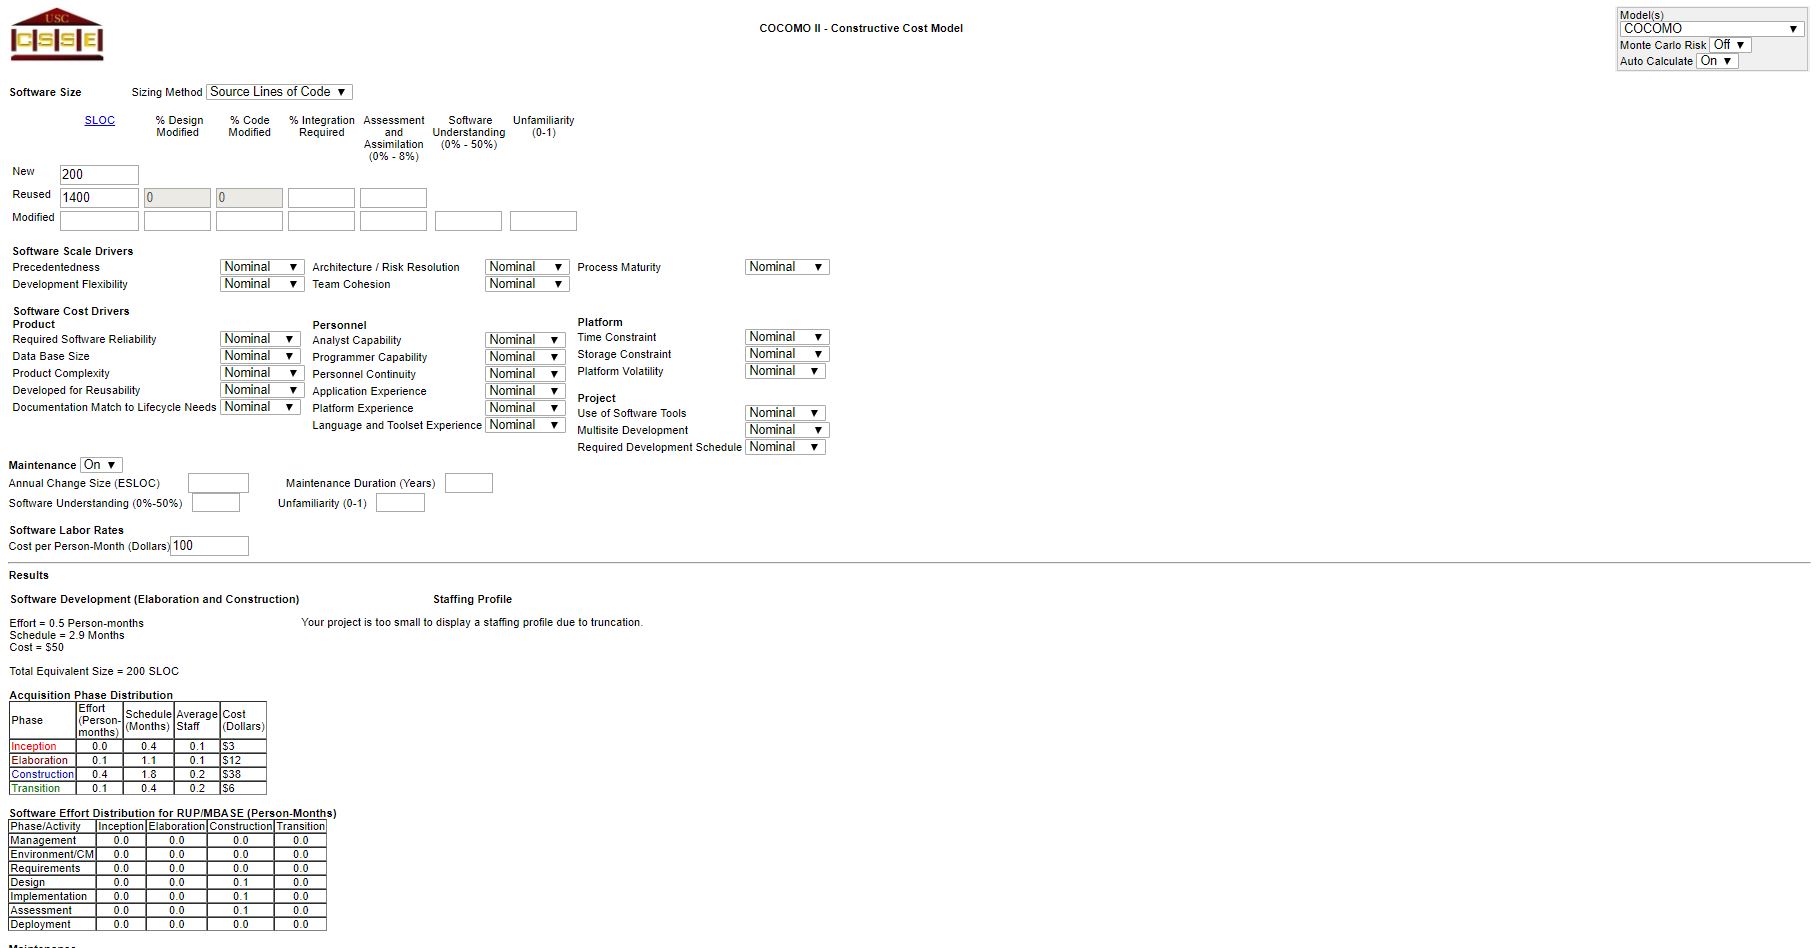 USC
CSSE
COCOMO II - Constructive Cost Model
Model(s)
COCOMO
Monte Carlo Risk Off
Auto Calculate On
Software Size Sizing Method Source Lines of Code
SLOC % Design Modified % Code Modified % Integration Required Assessment and Assimilation (0% - 8%) Software Understanding (0% - 50%) Unfamiliarity (0-1)
New 200
Reused 1400 0 0
Modified
Software Scale Drivers
Precedentedness Nominal Architecture / Risk Resolution Nominal Process Maturity Nominal
Development Flexibility Nominal Team Cohesion Nominal
Software Cost Drivers
Product
Required Software Reliability Nominal
Data Base Size Nominal
Product Complexity Nominal
Developed for Reusability Nominal
Documentation Match to Lifecycle Needs Nominal
Personnel
Analyst Capability Nominal
Programmer Capability Nominal
Personnel Continuity Nominal
Application Experience Nominal
Platform Experience Nominal
Language and Toolset Experience Nominal
Platform
Time Constraint Nominal
Storage Constraint Nominal
Platform Volatility Nominal
Project
Use of Software Tools Nominal
Multisite Development Nominal
Required Development Schedule Nominal
Maintenance On
Annual Change Size (ESLOC) Maintenance Duration (Years)
Software Understanding (0%-50%) Unfamiliarity (0-1)
Software Labor Rates
Cost per Person-Month (Dollars) 100
Results
Software Development (Elaboration and Construction) Staffing Profile
Effort = 0.5 Person-months Your project is too small to display a staffing profile due to truncation.
Schedule = 2.9 Months
Cost = $50
Total Equivalent Size = 200 SLOC
Acquisition Phase Distribution
Phase Effort (Person-months) Schedule (Months) Average Staff Cost (Dollars)
Inception 0.0 0.4 0.1 $3
Elaboration 0.1 1.1 0.1 $12
Construction 0.4 1.8 0.2 $38
Transition 0.1 0.4 0.2 $6
Software Effort Distribution for RUP/MBASE (Person-Months)
Phase/Activity Inception Elaboration Construction Transition
Management 0.0 0.0 0.0 0.0
Environment/CM 0.0 0.0 0.0 0.0
Requirements 0.0 0.0 0.0 0.0
Design 0.0 0.0 0.1 0.0
Implementation 0.0 0.0 0.1 0.0
Assessment 0.0 0.0 0.1 0.0
Deployment 0.0 0.0 0.0 0.0